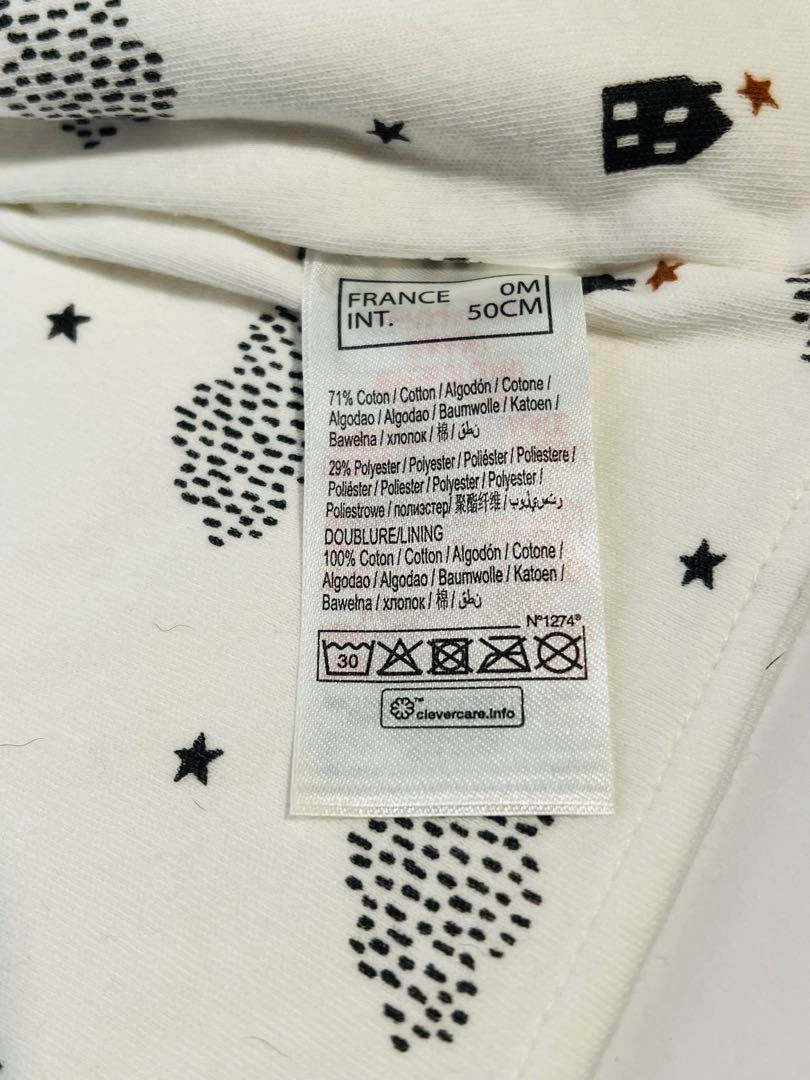 FRANCE 0M
INT. 50CM
71% Coton / Cotton / Algodón / Cotone /
Algodao / Algodao / Baumwolle / Katoen /
Bawełna / хлопок / 棉 / قطن
29% Polyester / Polyester / Poliéster / Poliestere /
Poliéster / Poliester / Polyester / Polyester /
Poliestrowe / полиэстер/ 聚酯纤维 / بوليستر
DOUBLURE/LINING
100% Coton / Cotton / Algodón / Cotone /
Algodao / Algodao / Baumwolle / Katoen /
Bawełna / хлопок / 棉 / قطن
N°1274®
30
™
clevercare.info